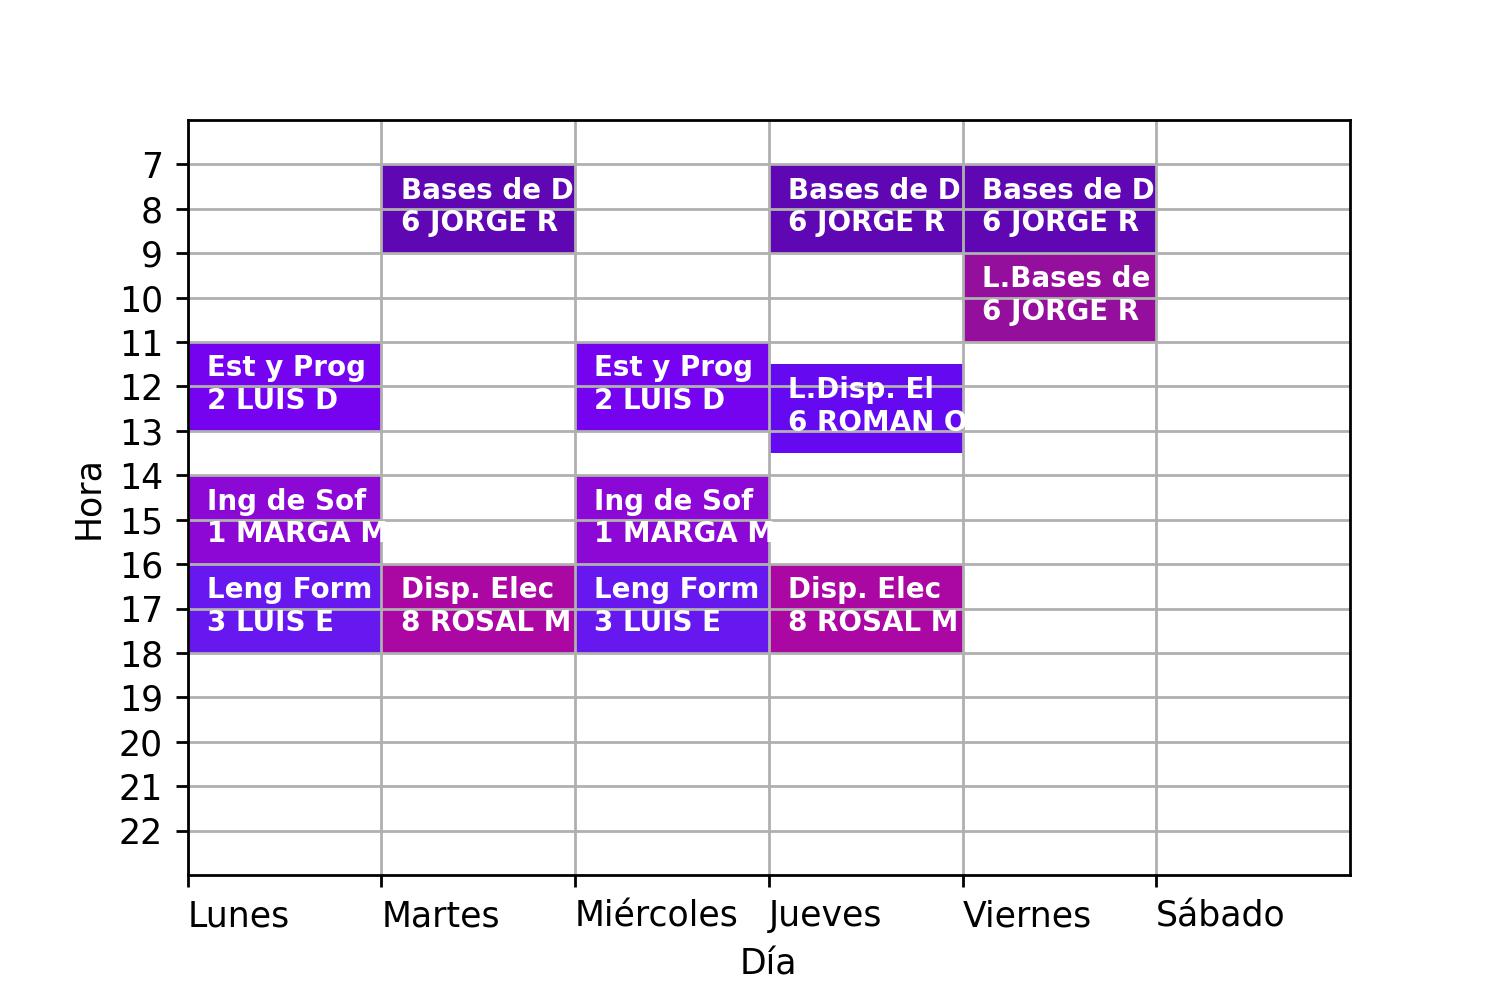 7
Bases de D
Bases de D
Bases de D
8
6 JORGE R
6 JORGE R
6 JORGE R
9
L.Bases de
10
6 JORGE R
11
Est y Prog
Est y Prog
12
L.Disp. El
2 LUIS D
2 LUIS D
6 ROMAN O
13
14
Ing de Sof
Ing de Sof
15
1 MARGA M
1 MARGA M
16
Leng Form
Disp. Elec
Leng Form
Disp. Elec
17
3 LUIS E
8 ROSAL M
3 LUIS E
8 ROSAL M
18
19
20
21
22
Hora
Lunes
Martes
Miércoles
Jueves
Viernes
Sábado
Día